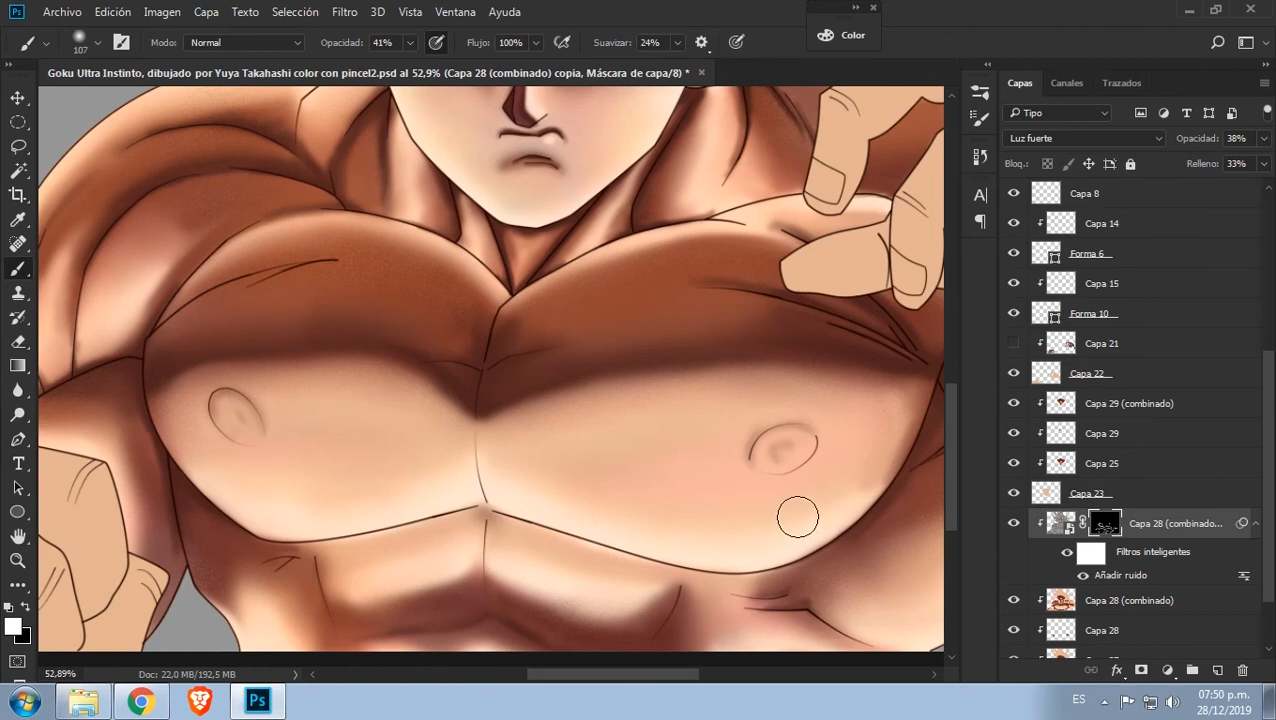 Ps Archivo Edición Imagen Capa Texto Selección Filtro 3D Vista Ventana Ayuda
Color
107 Modo: Normal Opacidad: 41% Flujo: 100% Suavizar: 24%
Goku Ultra Instinto, dibujado por Yuya Takahashi color con pincel2.psd al 52,9% (Capa 28 (combinado) copia, Máscara de capa/8) *
Capas Canales Trazados
Tipo
Luz fuerte Opacidad: 38%
Bloq.: Relleno: 33%
Capa 8
Capa 14
Forma 6
Capa 15
Forma 10
Capa 21
Capa 22
Capa 29 (combinado)
Capa 29
Capa 25
Capa 23
Capa 28 (combinado...
Filtros inteligentes
Añadir ruido
Capa 28 (combinado)
Capa 28
52,89% Doc: 22,0 MB/192,5 MB
Ps ES 07:50 p.m.
28/12/2019